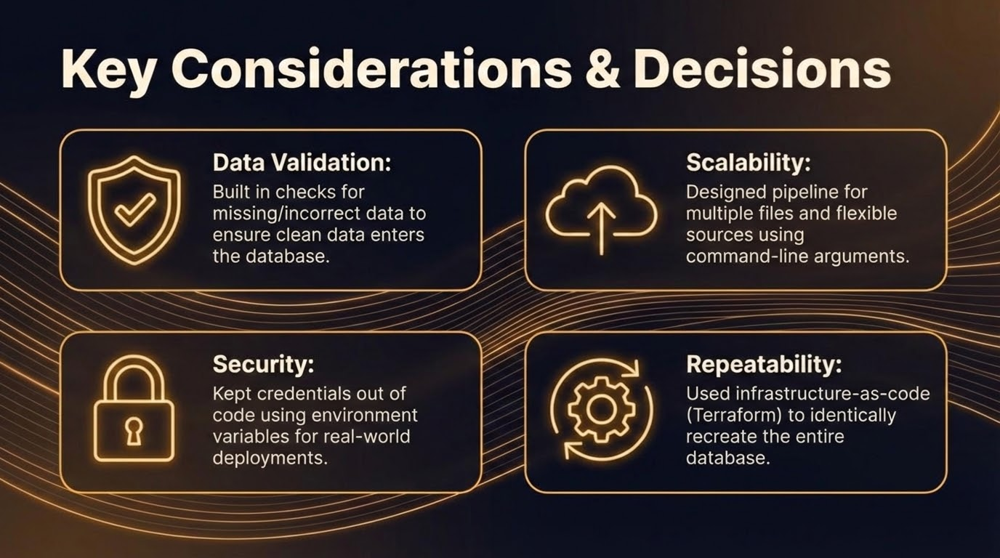 Key Considerations & Decisions
Data Validation:
Built in checks for
missing/incorrect data to
ensure clean data enters
the database.
Scalability:
Designed pipeline for
multiple files and flexible
sources using
command-line arguments.
Security:
Kept credentials out of
code using environment
variables for real-world
deployments.
Repeatability:
Used infrastructure-as-code
(Terraform) to identically
recreate the entire
database.